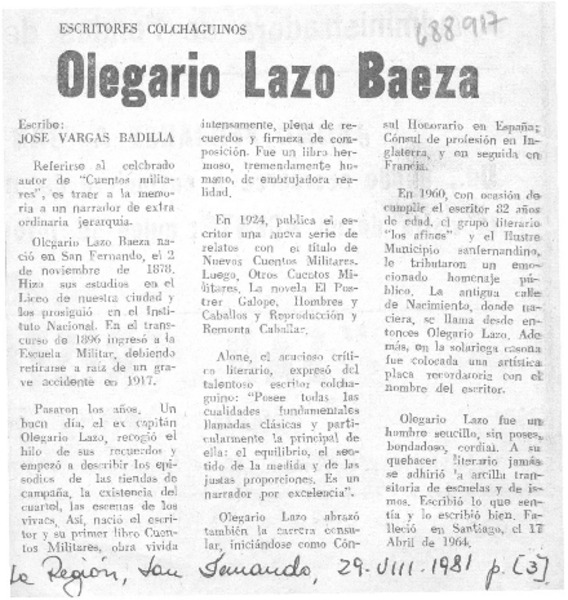 ESCRITORES COLCHAGUINOS
688917
Olegario Lazo Baeza
Escribe:
JOSE VARGAS BADILLA
Referirse al celebrado
autor de "Cuentos milita-
res", es traer a la memo-
ria a un narrador de extra
ordinaria jerarquía.
Olegario Lazo Baeza na-
ció en San Fernando, el 2
de noviembre de 1878.
Hizo sus estudios en el
Liceo de nuestra ciudad y
los prosiguió en el Insti-
tuto Nacional. En el trans-
curso de 1896 ingresó a la
Escuela Militar, debiendo
retirarse a raíz de un gra-
ve accidente en 1917.
Pasaron los años. Un
buen día, el ex capitán
Olegario Lazo, recogió el
hilo de sus recuerdos y
empezó a describir los epi-
sodios de las tiendas de
campaña, la existencia del
cuartel, las escenas de los
vivacs. Así, nació el escri-
tor y su primer libro Cuen-
tos Militares, obra vivida
intensamente, plena de re-
cuerdos y firmeza de com-
posición. Fue un libro her-
moso, tremendamente hu-
mano, de embrujadora rea-
lidad.
En 1924, publica el es-
critor una nueva serie de
relatos con el título de
Nuevos Cuentos Militares.
Luego, Otros Cuentos Mi-
litares. La novela El Pos-
trer Galope, Hombres y
Caballos y Reproducción y
Remonta Caballar.
Alone, el acucioso críti-
co literario, expresó del
talentoso escritor colcha-
guino: "Posee todas las
cualidades fundamentales
llamadas clásicas y parti-
cularmente la principal de
ella: el equilibrio, el sen-
tido de la medida y de las
justas proporciones. Es un
narrador por excelencia".
Olegario Lazo abrazó
también la carrera consu-
lar, iniciándose como Cón-
sul Honorario en España;
Cónsul de profesión en In-
glaterra, y en seguida en
Francia.
En 1960, con ocasión de
cumplir el escritor 82 años
de edad, el grupo literario
"los afines" y el Ilustre
Municipio sanfernandino,
le tributaron un emo-
cionado homenaje pú-
blico. La antigua calle
de Nacimiento, donde na-
ciera, se llama desde en-
tonces Olegario Lazo. Ade
más, en la solariega casona
fue colocada una artística
placa recordatoria con el
nombre del escritor.
Olegario Lazo fue un
hombre sencillo, sin poses,
bondadoso, cordial. A su
quehacer literario jamás
se adhirió la arcilla tran-
sitoria de escuelas y de is-
mos. Escribió lo que sen-
tía y lo escribió bien. Fa-
lleció en Santiago, el 17
Abril de 1964.
La Región, San Fernando, 29-VIII-1981 p. [3].